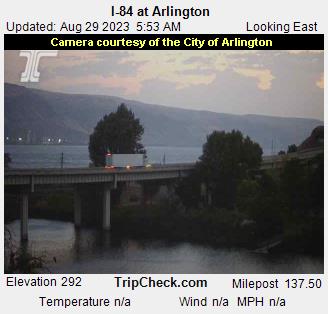 I-84 at Arlington
Updated: Aug 29 2023 5:53 AM Looking East
Camera courtesy of the City of Arlington
Elevation 292 TripCheck.com Milepost 137.50
Temperature n/a Wind n/a MPH n/a